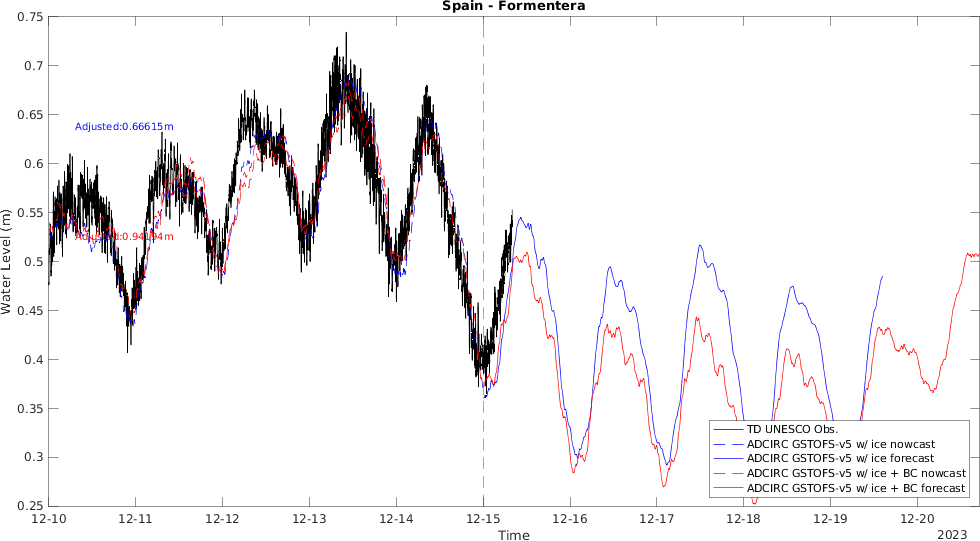 Spain - Formentera
0.75
0.7
0.65
0.6
0.55
0.5
0.45
0.4
0.35
0.3
0.25
Water Level (m)
Adjusted:0.66615m
TD UNESCO Obs.
ADCIRC GSTOFS-v5 w/ ice nowcast
ADCIRC GSTOFS-v5 w/ ice forecast
ADCIRC GSTOFS-v5 w/ ice + BC nowcast
ADCIRC GSTOFS-v5 w/ ice + BC forecast
12-10 12-11 12-12 12-13 12-14 12-15 12-16 12-17 12-18 12-19 12-20
Time
2023